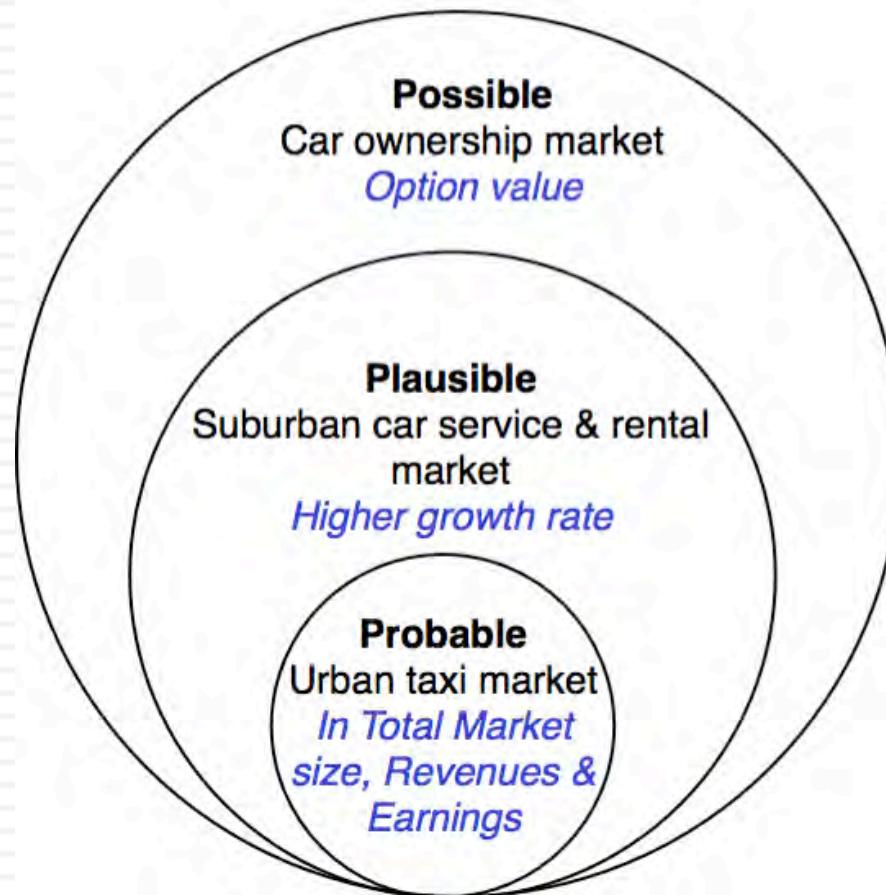 Possible
Car ownership market
Option value
Plausible
Suburban car service & rental
market
Higher growth rate
Probable
Urban taxi market
In Total Market
size, Revenues &
Earnings